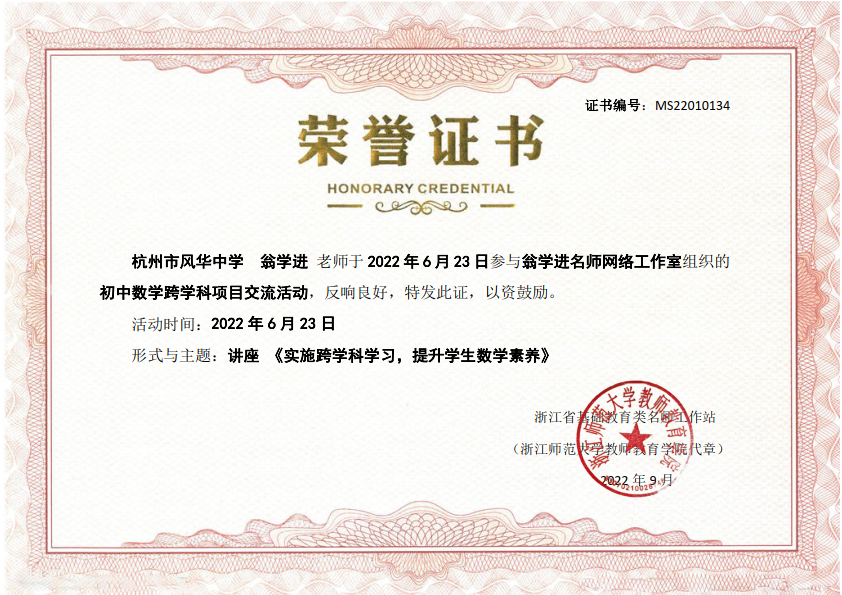 证书编号：MS22010134
荣誉证书
HONORARY CREDENTIAL
杭州市风华中学 翁学进 老师于 2022 年 6 月 23 日参与翁学进名师网络工作室组织的
初中数学跨学科项目交流活动，反响良好，特发此证，以资鼓励。
活动时间：2022 年 6 月 23 日
形式与主题：讲座 《实施跨学科学习，提升学生数学素养》
浙江省基础教育类名师工作站
（浙江师范大学教师教育学院代章）
2022 年 9 月
浙江师范大学教师教育学院